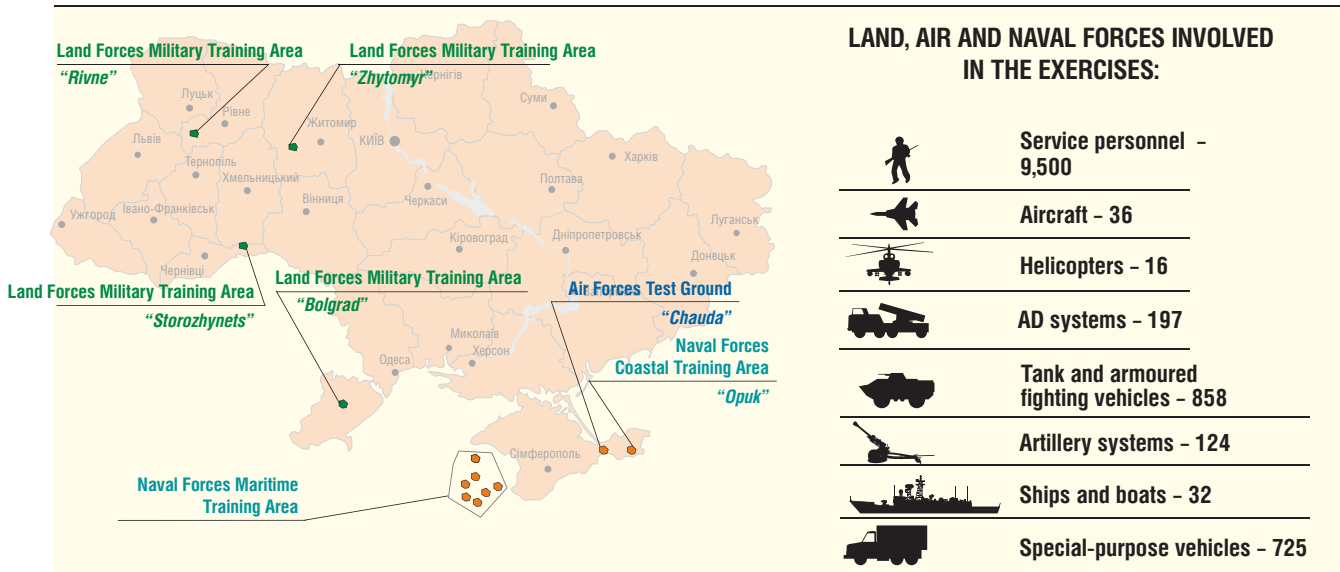 Land Forces Military Training Area
“Rivne”
Land Forces Military Training Area
“Zhytomyr”
Чернігів
Суми
Луцьк
Рівне
Житомир
КИЇВ
Львів
Харків
Тернопіль
Хмельницький
Полтава
Вінниця
Черкаси
Ужгород
Івано-Франківськ
Луганськ
Кіровоград
Дніпропетровськ
Донецьк
Чернівці
Land Forces Military Training Area
“Storozhynets”
Land Forces Military Training Area
“Bolgrad”
Air Forces Test Ground
“Chauda”
Миколаїв
Херсон
Одеса
Naval Forces
Coastal Training Area
“Opuk”
Сімферополь
Naval Forces Maritime
Training Area
LAND, AIR AND NAVAL FORCES INVOLVED
IN THE EXERCISES:
Service personnel –
9,500
Aircraft – 36
Helicopters – 16
AD systems – 197
Tank and armoured
fighting vehicles – 858
Artillery systems – 124
Ships and boats – 32
Special-purpose vehicles – 725